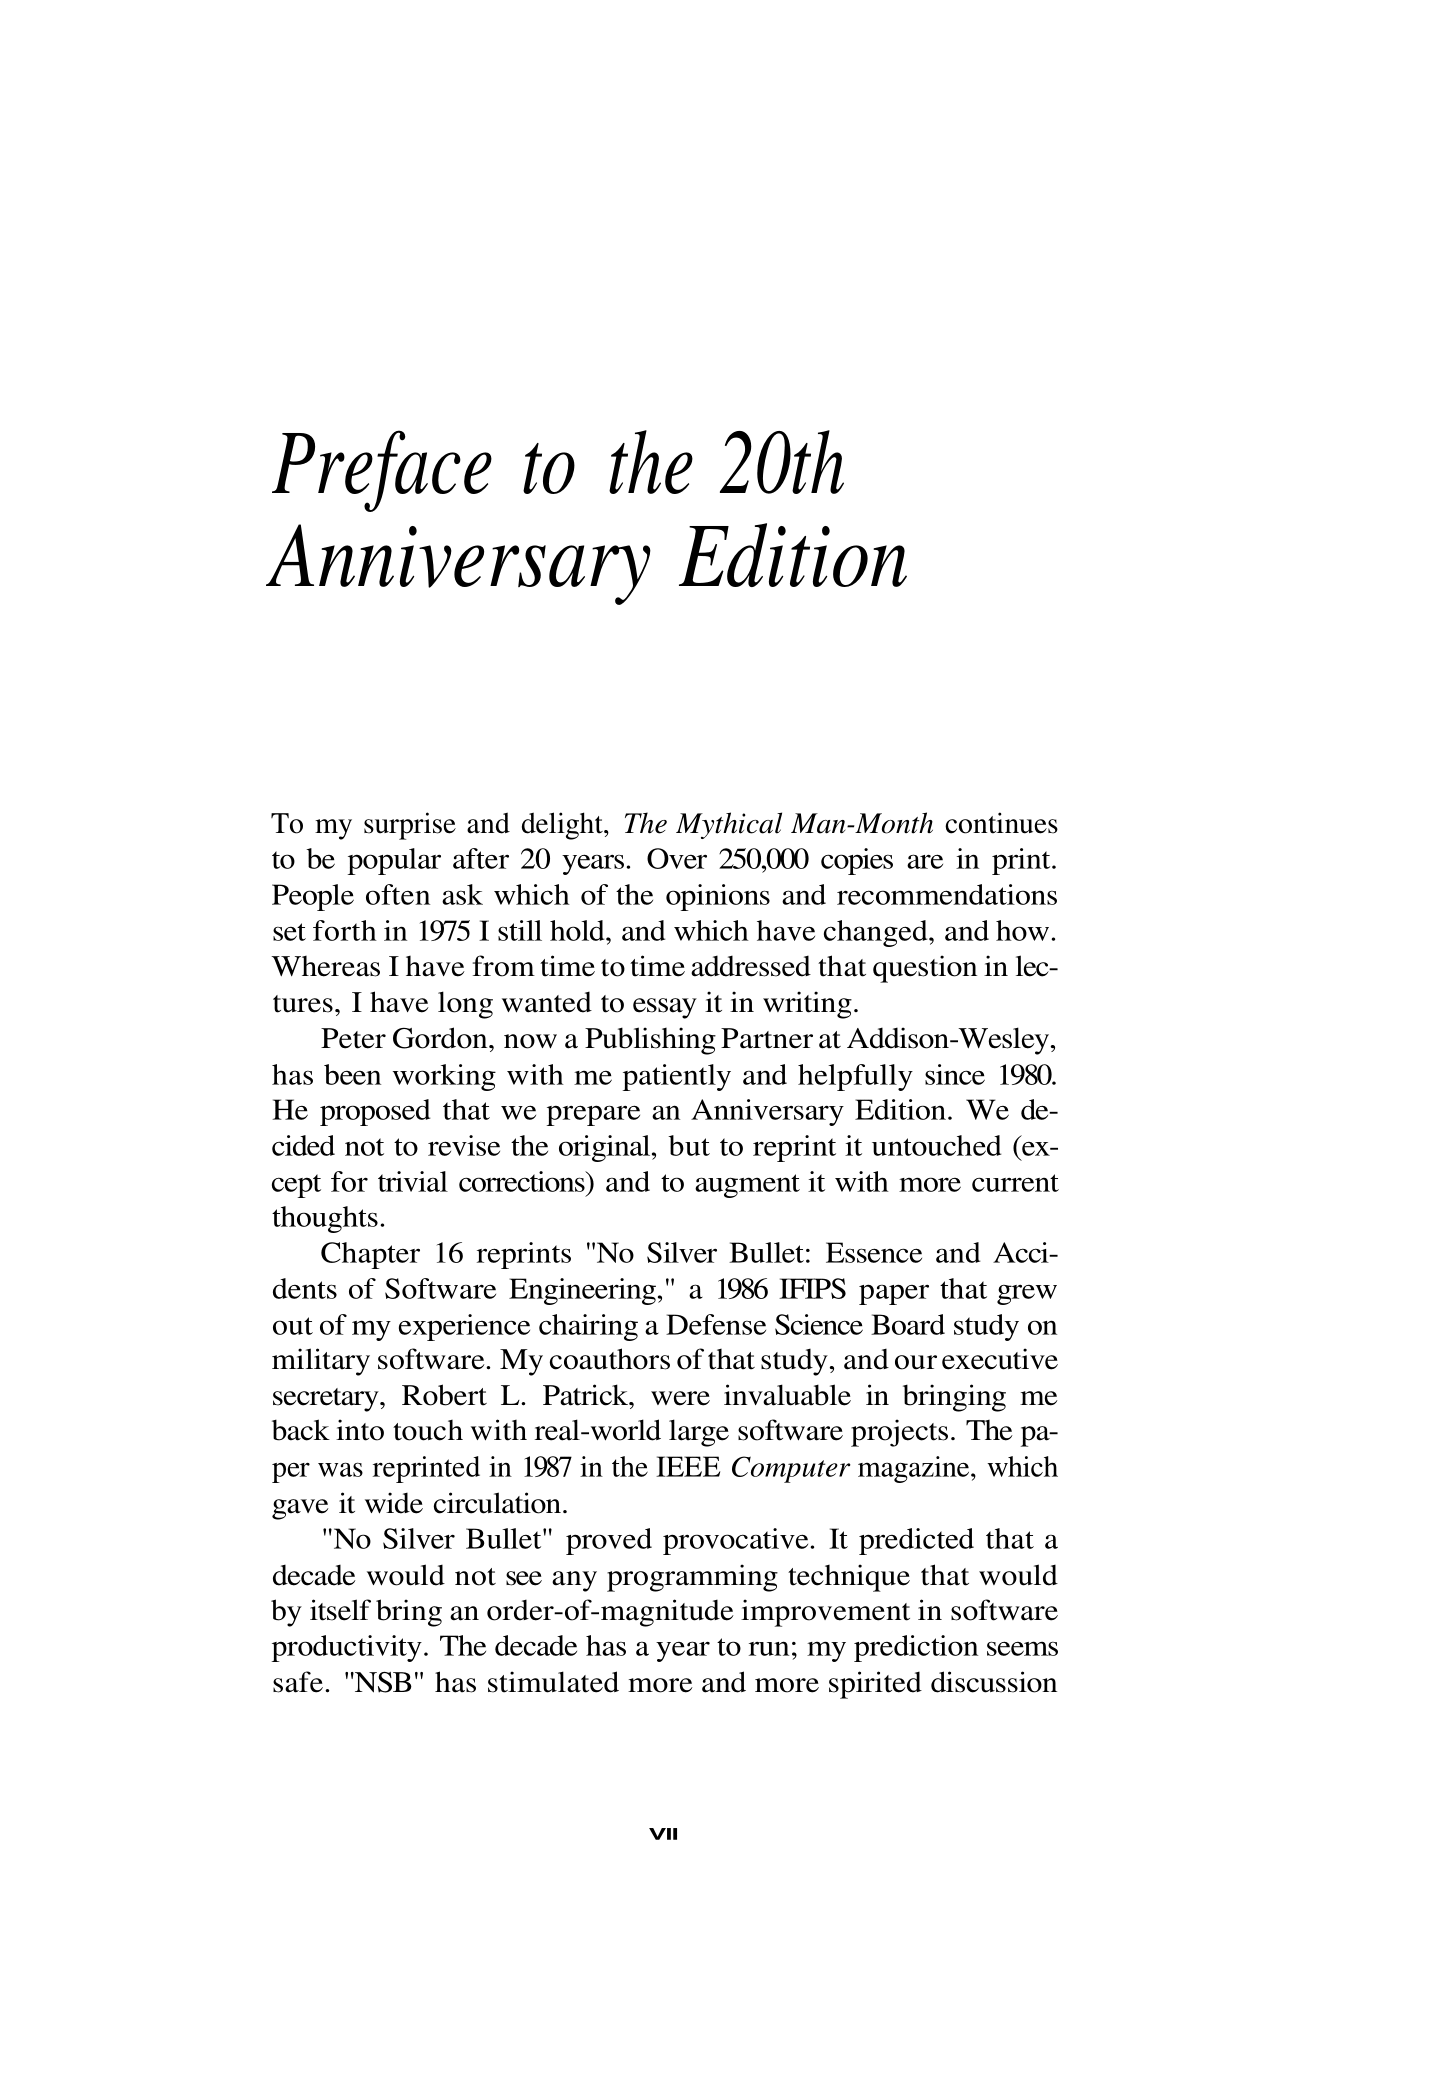 Preface to the 20th
Anniversary Edition
To my surprise and delight, The Mythical Man-Month continues
to be popular after 20 years. Over 250,000 copies are in print.
People often ask which of the opinions and recommendations
set forth in 1975 I still hold, and which have changed, and how.
Whereas I have from time to time addressed that question in lec-
tures, I have long wanted to essay it in writing.
Peter Gordon, now a Publishing Partner at Addison-Wesley,
has been working with me patiently and helpfully since 1980.
He proposed that we prepare an Anniversary Edition. We de-
cided not to revise the original, but to reprint it untouched (ex-
cept for trivial corrections) and to augment it with more current
thoughts.
Chapter 16 reprints "No Silver Bullet: Essence and Acci-
dents of Software Engineering," a 1986 IFIPS paper that grew
out of my experience chairing a Defense Science Board study on
military software. My coauthors of that study, and our executive
secretary, Robert L. Patrick, were invaluable in bringing me
back into touch with real-world large software projects. The pa-
per was reprinted in 1987 in the IEEE Computer magazine, which
gave it wide circulation.
"No Silver Bullet" proved provocative. It predicted that a
decade would not see any programming technique that would
by itself bring an order-of-magnitude improvement in software
productivity. The decade has a year to run; my prediction seems
safe. "NSB" has stimulated more and more spirited discussion
VII